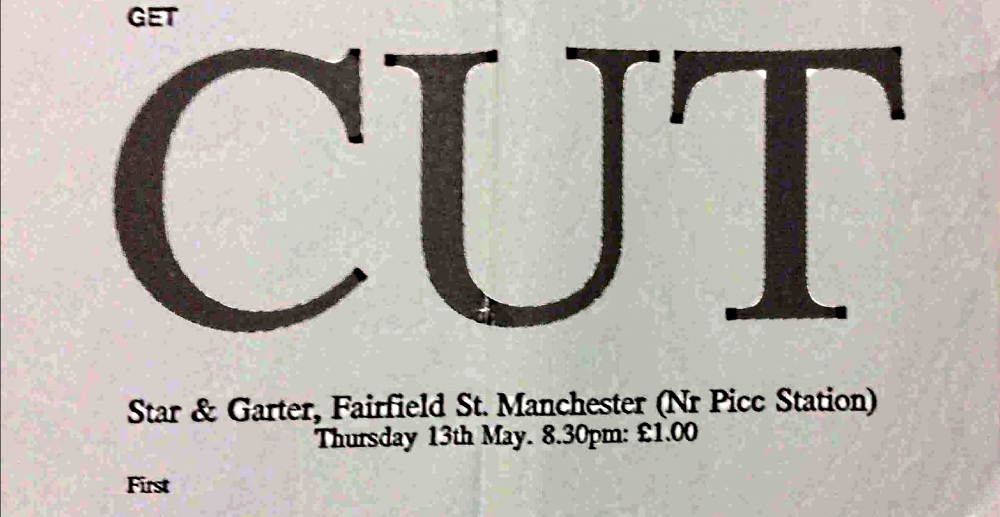 GET
CUT
Star & Garter, Fairfield St. Manchester (Nr Picc Station)
Thursday 13th May. 8.30pm: £1.00
First